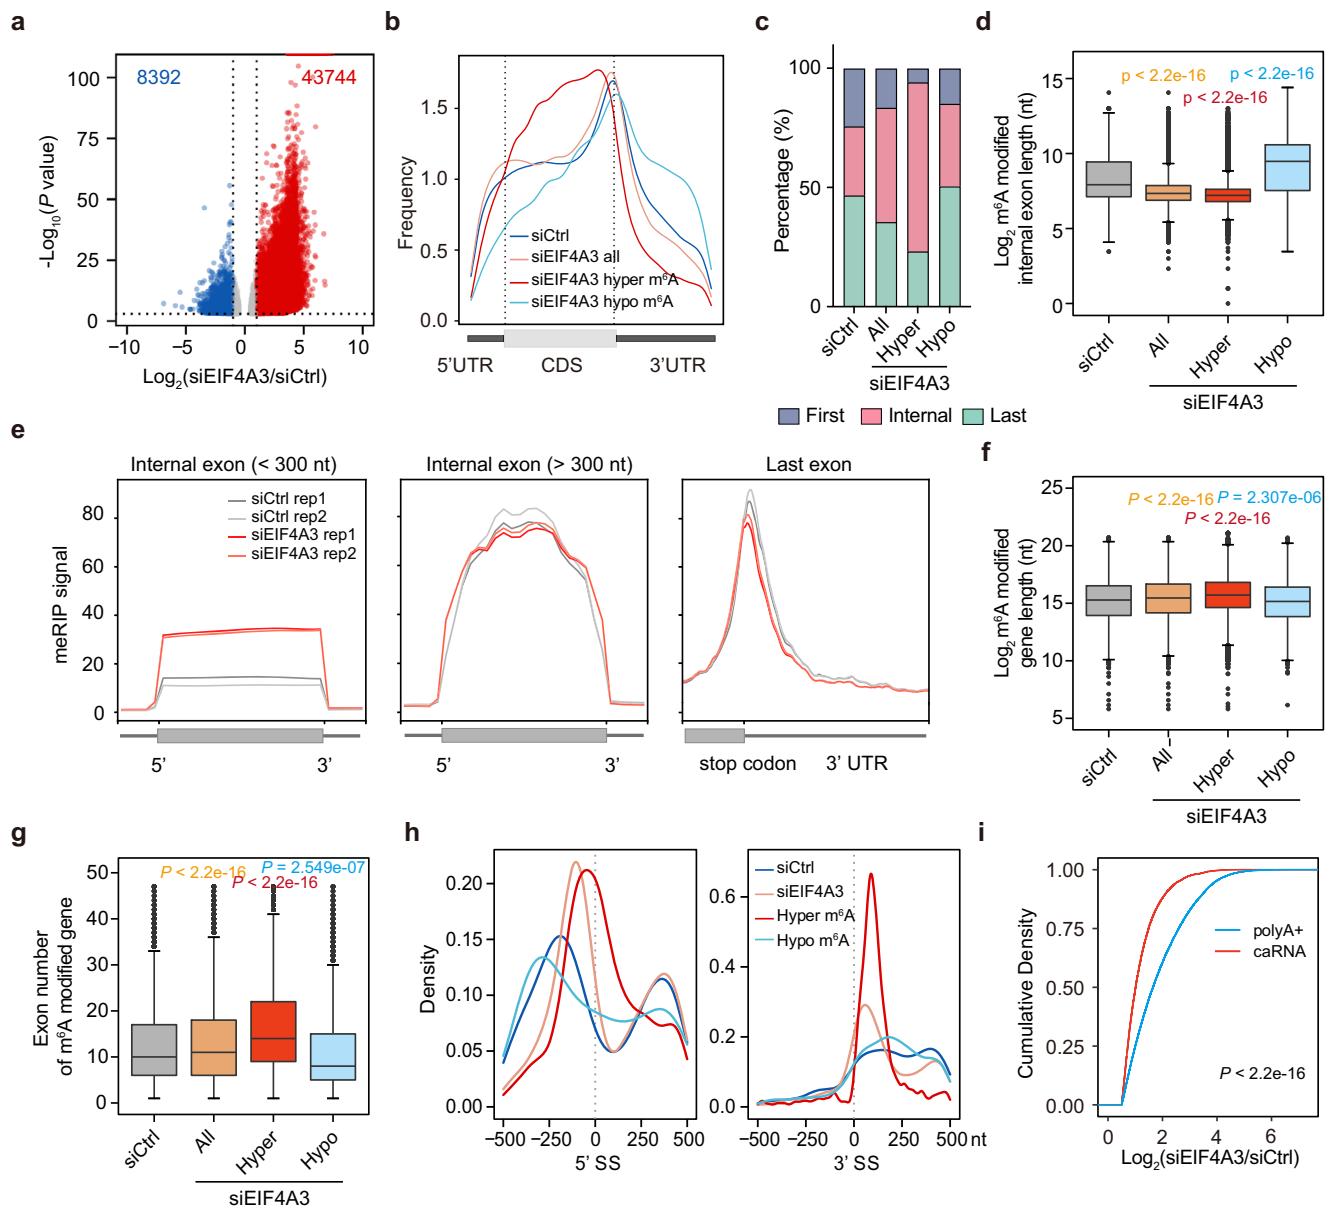 a
8392
43744
100
75
50
25
0
-Log10(P value)
−10
−5
0
5
10
Log2(siEIF4A3/siCtrl)
b
1.5
1.0
0.5
0.0
Frequency
siCtrl
siEIF4A3 all
siEIF4A3 hyper m⁶A
siEIF4A3 hypo m⁶A
5’UTR
CDS
3’UTR
c
100
50
0
Percentage (%)
siCtrl
All
Hyper
Hypo
siEIF4A3
First
Internal
Last
d
p < 2.2e-16
p < 2.2e-16
p < 2.2e-16
15
10
5
0
Log2 m⁶A modified
internal exon length (nt)
siCtrl
All
Hyper
Hypo
siEIF4A3
e
Internal exon (< 300 nt)
Internal exon (> 300 nt)
Last exon
siCtrl rep1
siCtrl rep2
siEIF4A3 rep1
siEIF4A3 rep2
80
60
40
20
0
meRIP signal
5’
3’
5’
3’
stop codon
3’ UTR
f
P < 2.2e-16
P = 2.307e-06
P < 2.2e-16
25
20
15
10
5
Log2 m⁶A modified
gene length (nt)
siCtrl
All
Hyper
Hypo
siEIF4A3
g
P = 2.549e-07
P < 2.2e-16
P < 2.2e-16
50
40
30
20
10
0
Exon number
of m⁶A modified gene
siCtrl
All
Hyper
Hypo
siEIF4A3
h
0.20
0.15
0.10
0.05
0.00
Density
−500
−250
0
250
500
5’ SS
siCtrl
siEIF4A3
Hyper m⁶A
Hypo m⁶A
0.6
0.4
0.2
0.0
−500
−250
0
250
500 nt
3’ SS
i
1.00
0.75
0.50
0.25
0.00
Cumulative Density
polyA+
caRNA
P < 2.2e-16
0
2
4
6
Log2(siEIF4A3/siCtrl)